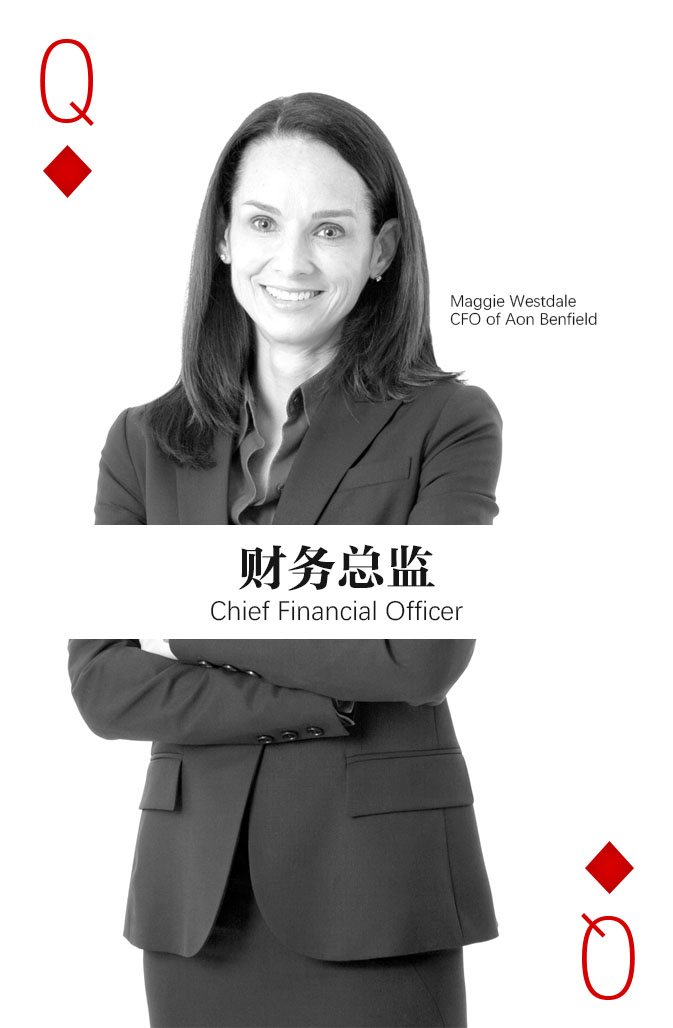 Q
Maggie Westdale
CFO of Aon Benfield
财务总监
Chief Financial Officer
Q